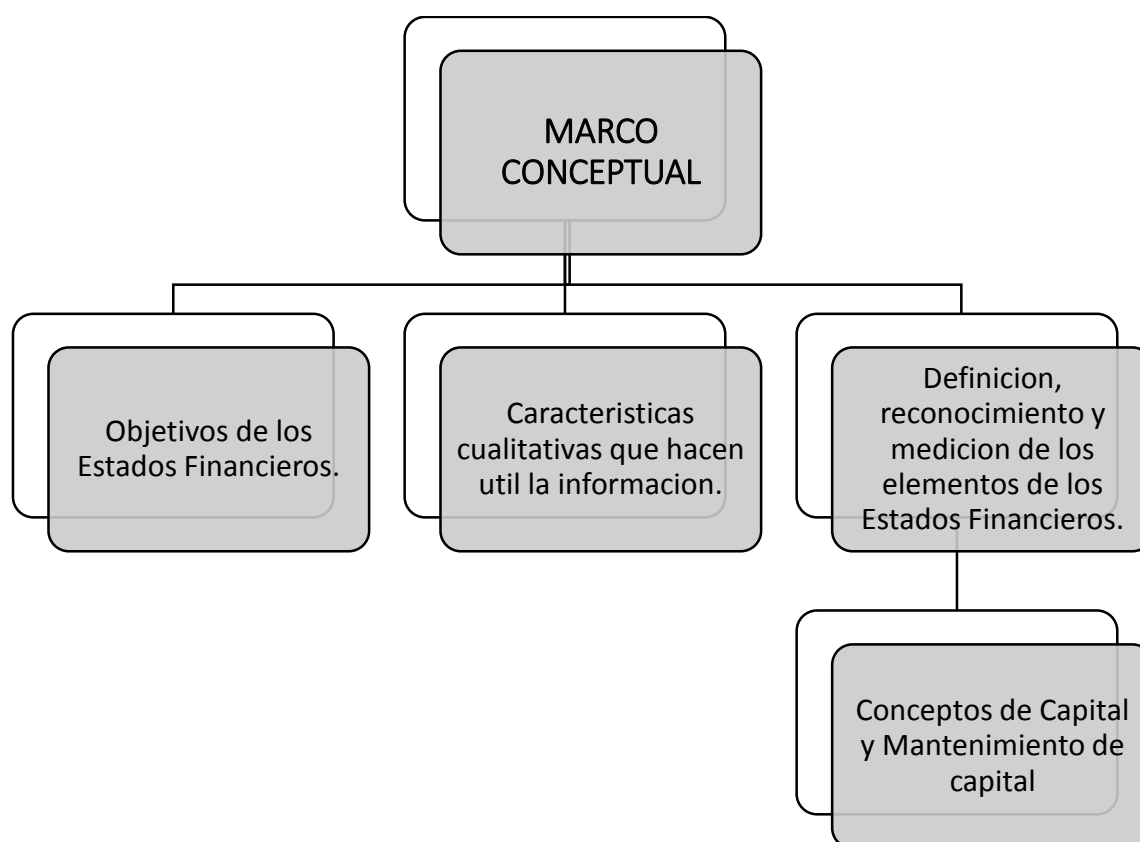 MARCO
CONCEPTUAL
Objetivos de los
Estados Financieros.
Caracteristicas
cualitativas que hacen
util la informacion.
Definicion,
reconocimiento y
medicion de los
elementos de los
Estados Financieros.
Conceptos de Capital
y Mantenimiento de
capital